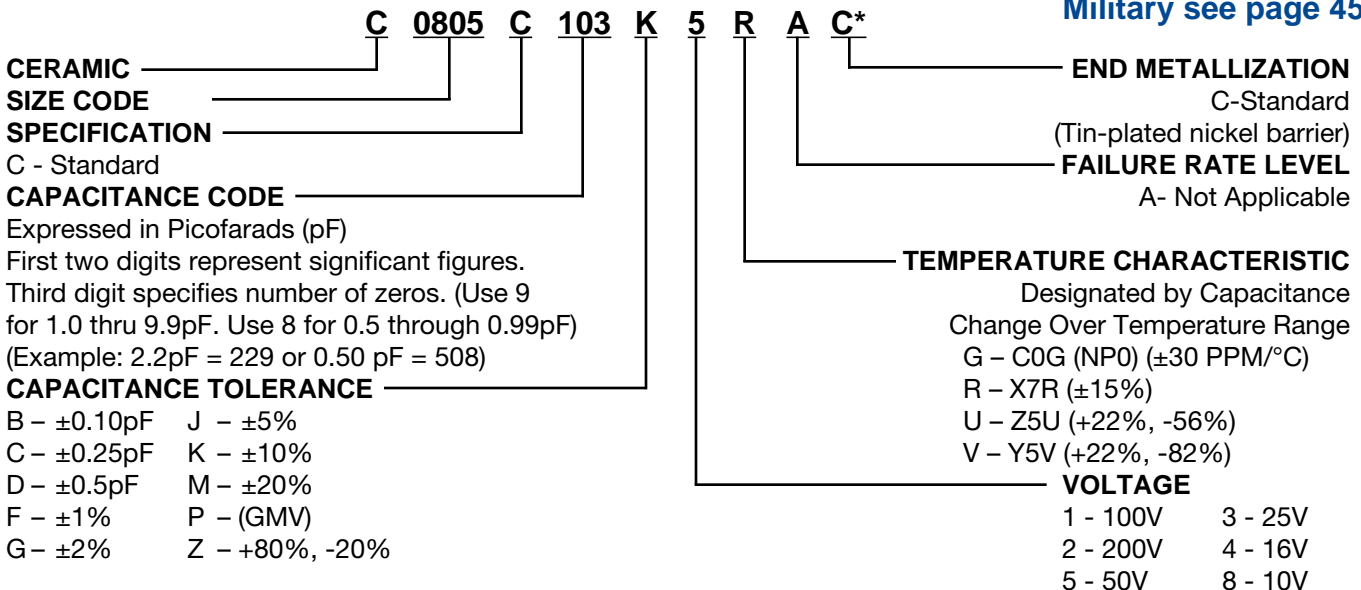 Military see page 45
C 0805 C 103 K 5 R A C*
CERAMIC
SIZE CODE
SPECIFICATION
C - Standard
CAPACITANCE CODE
Expressed in Picofarads (pF)
First two digits represent significant figures.
Third digit specifies number of zeros. (Use 9
for 1.0 thru 9.9pF. Use 8 for 0.5 through 0.99pF)
(Example: 2.2pF = 229 or 0.50 pF = 508)
CAPACITANCE TOLERANCE
B – ±0.10pF J – ±5%
C – ±0.25pF K – ±10%
D – ±0.5pF M – ±20%
F – ±1% P – (GMV)
G – ±2% Z – +80%, -20%
END METALLIZATION
C-Standard
(Tin-plated nickel barrier)
FAILURE RATE LEVEL
A- Not Applicable
TEMPERATURE CHARACTERISTIC
Designated by Capacitance
Change Over Temperature Range
G – C0G (NP0) (±30 PPM/°C)
R – X7R (±15%)
U – Z5U (+22%, -56%)
V – Y5V (+22%, -82%)
VOLTAGE
1 - 100V 3 - 25V
2 - 200V 4 - 16V
5 - 50V 8 - 10V